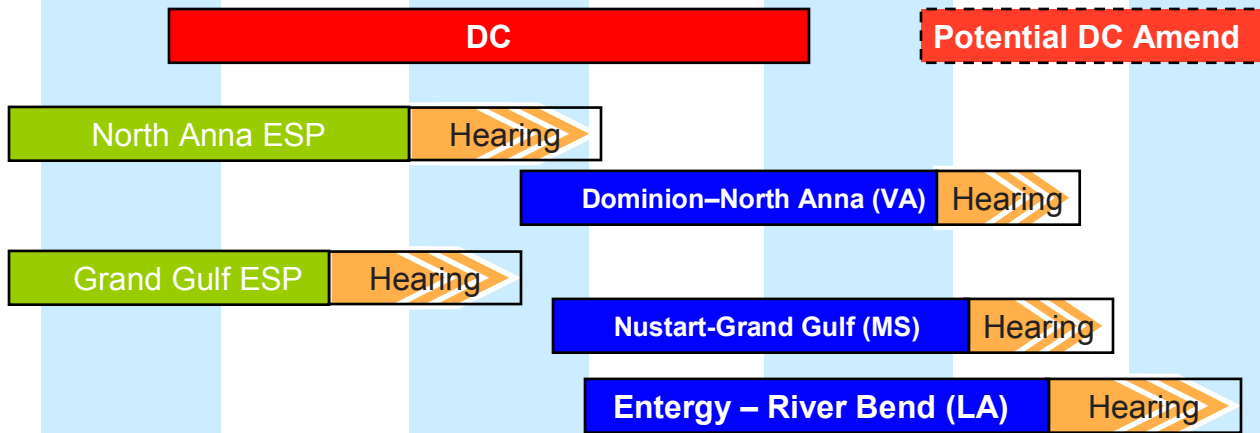 DC
Potential DC Amend
North Anna ESP
Hearing
Dominion–North Anna (VA)
Hearing
Grand Gulf ESP
Hearing
Nustart-Grand Gulf (MS)
Hearing
Entergy – River Bend (LA)
Hearing